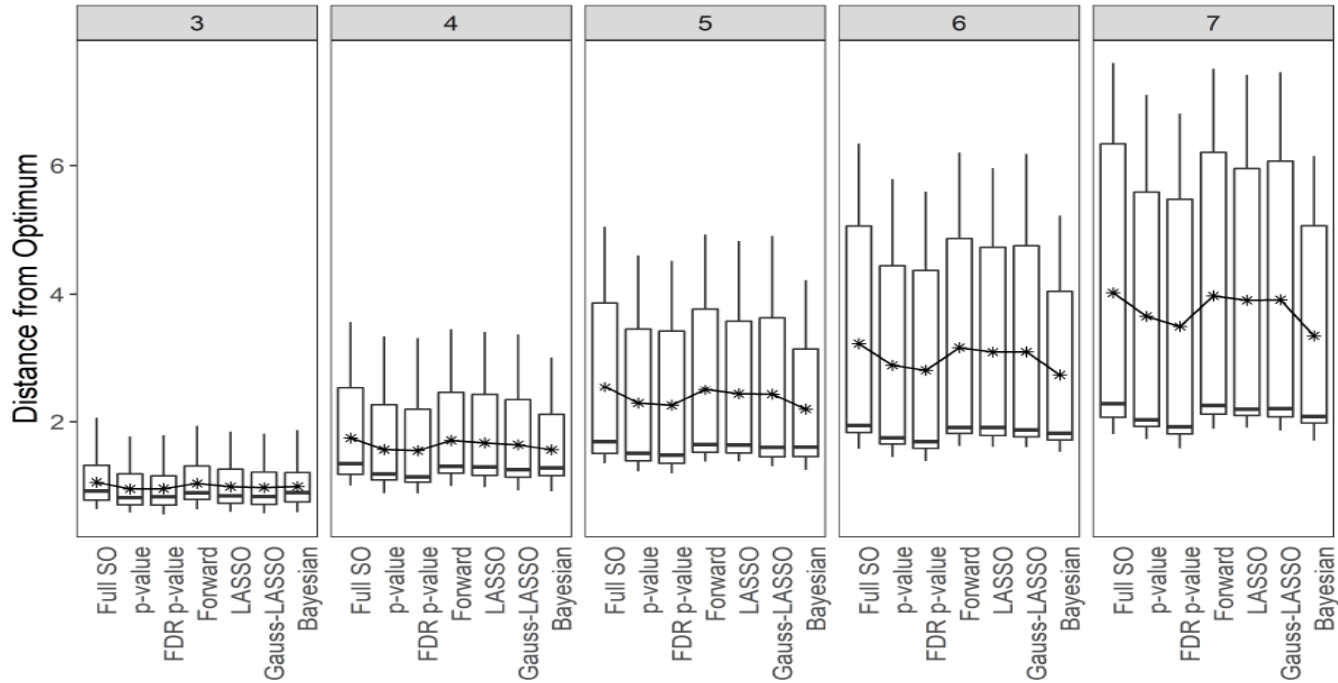 3 4 5 6 7
Distance from Optimum
6
4
2
Full SO
p-value
FDR p-value
Forward
LASSO
Gauss-LASSO
Bayesian
Full SO
p-value
FDR p-value
Forward
LASSO
Gauss-LASSO
Bayesian
Full SO
p-value
FDR p-value
Forward
LASSO
Gauss-LASSO
Bayesian
Full SO
p-value
FDR p-value
Forward
LASSO
Gauss-LASSO
Bayesian
Full SO
p-value
FDR p-value
Forward
LASSO
Gauss-LASSO
Bayesian